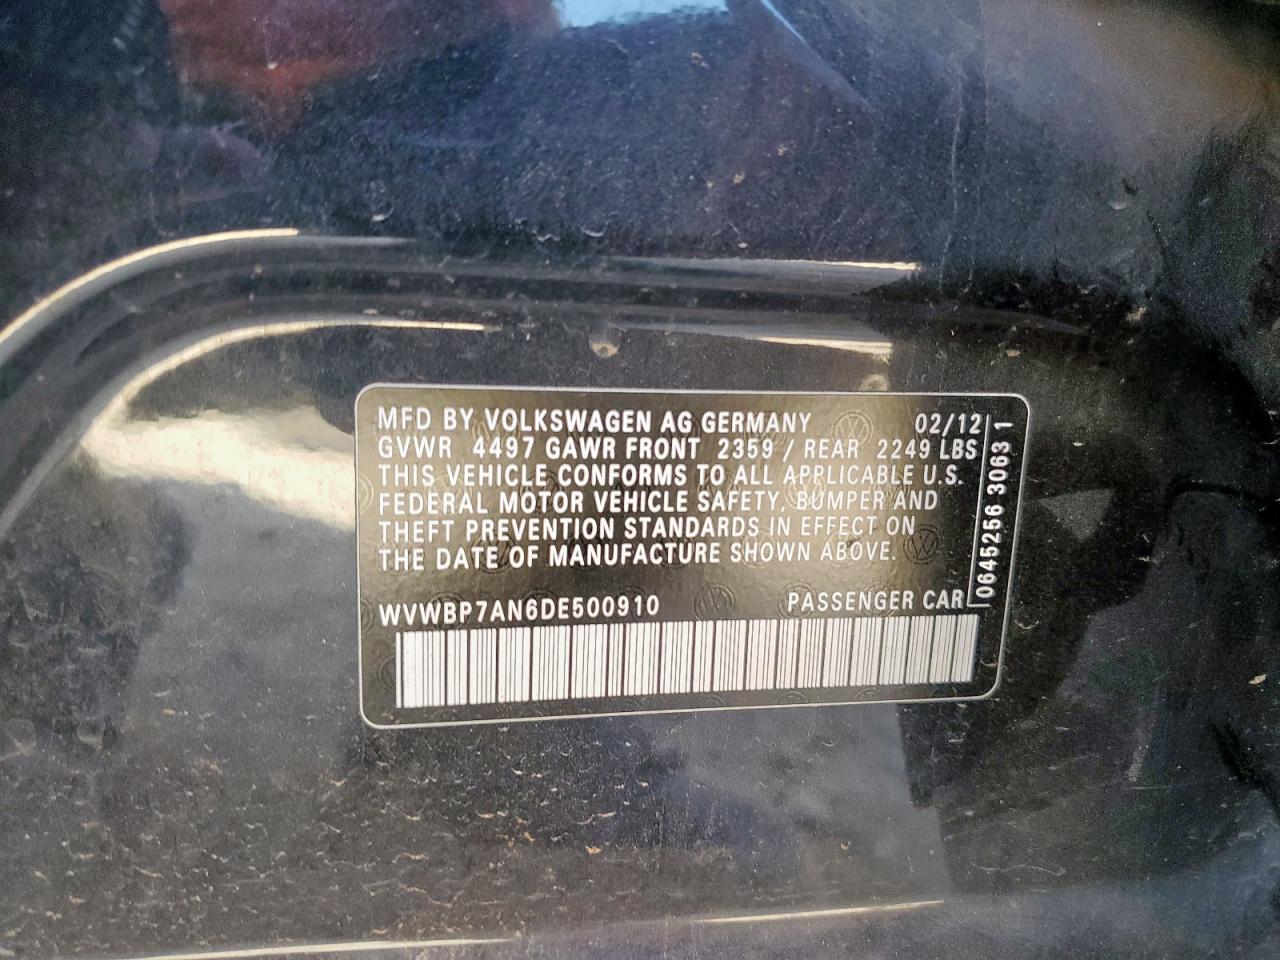 MFD BY VOLKSWAGEN AG GERMANY 02/12
GVWR 4497 GAWR FRONT 2359 / REAR 2249 LBS
THIS VEHICLE CONFORMS TO ALL APPLICABLE U.S.
FEDERAL MOTOR VEHICLE SAFETY, BUMPER AND
THEFT PREVENTION STANDARDS IN EFFECT ON
THE DATE OF MANUFACTURE SHOWN ABOVE.
WVWBP7AN6DE500910 PASSENGER CAR
0645256 3063 1